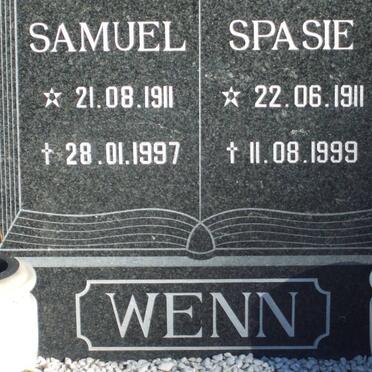 SAMUEL
☆ 21.08.1911
† 28.01.1997
SPASIE
☆ 22.06.1911
† 11.08.1999
WENN